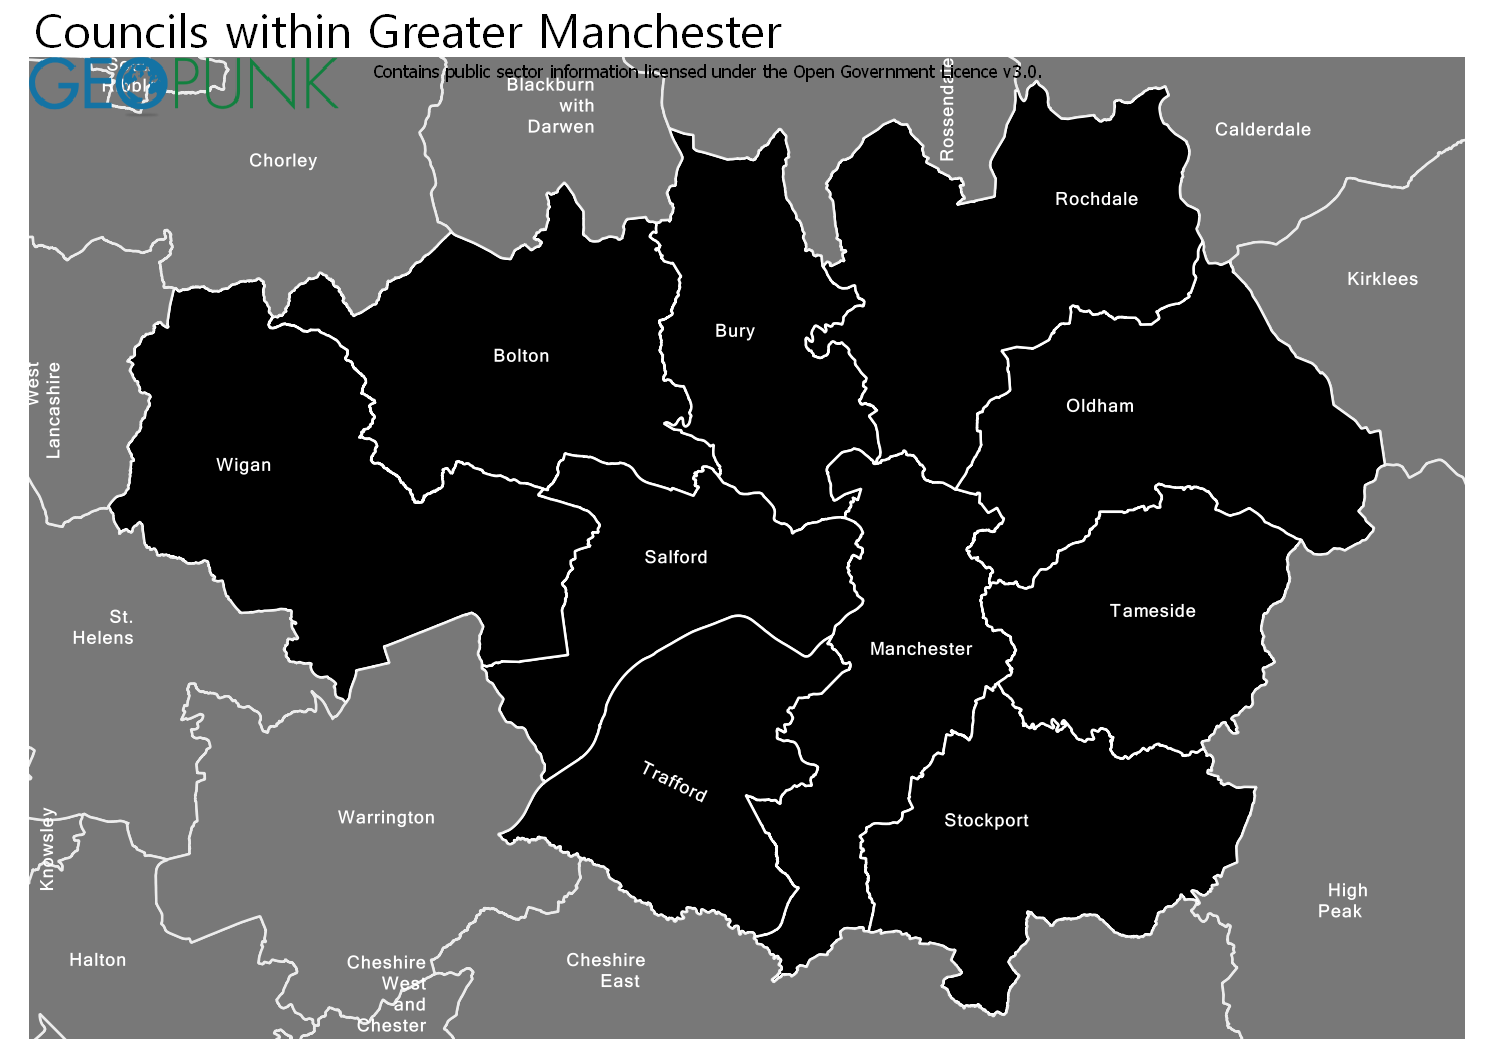 Councils within Greater Manchester
GEOPUNK
Contains public sector information licensed under the Open Government Licence v3.0.
Blackburn
with
Darwen
Rossendale
Calderdale
Chorley
Rochdale
Kirklees
Bury
Bolton
West
Lancashire
Oldham
Wigan
Salford
St.
Helens
Tameside
Manchester
Trafford
Warrington
Stockport
Knowsley
High
Peak
Halton
Cheshire
West
and
Chester
Cheshire
East